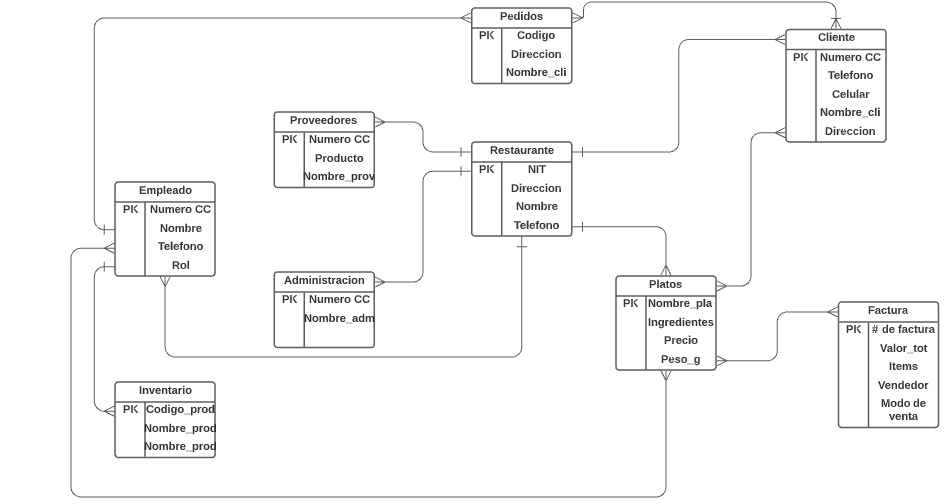 Pedidos
PK Codigo
Direccion
Nombre_cli
Cliente
PK Numero CC
Telefono
Celular
Nombre_cli
Direccion
Proveedores
PK Numero CC
Producto
Nombre_prov
Restaurante
PK NIT
Direccion
Nombre
Telefono
Empleado
PK Numero CC
Nombre
Telefono
Rol
Administracion
PK Numero CC
Nombre_adm
Platos
PK Nombre_pla
Ingredientes
Precio
Peso_g
Factura
PK # de factura
Valor_tot
Items
Vendedor
Modo de
venta
Inventario
PK Codigo_prod
Nombre_prod
Nombre_prod